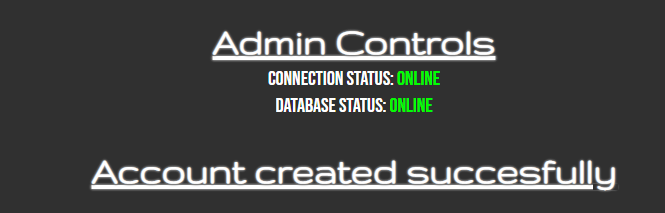 Admin Controls
CONNECTION STATUS: ONLINE
DATABASE STATUS: ONLINE
Account created succesfully